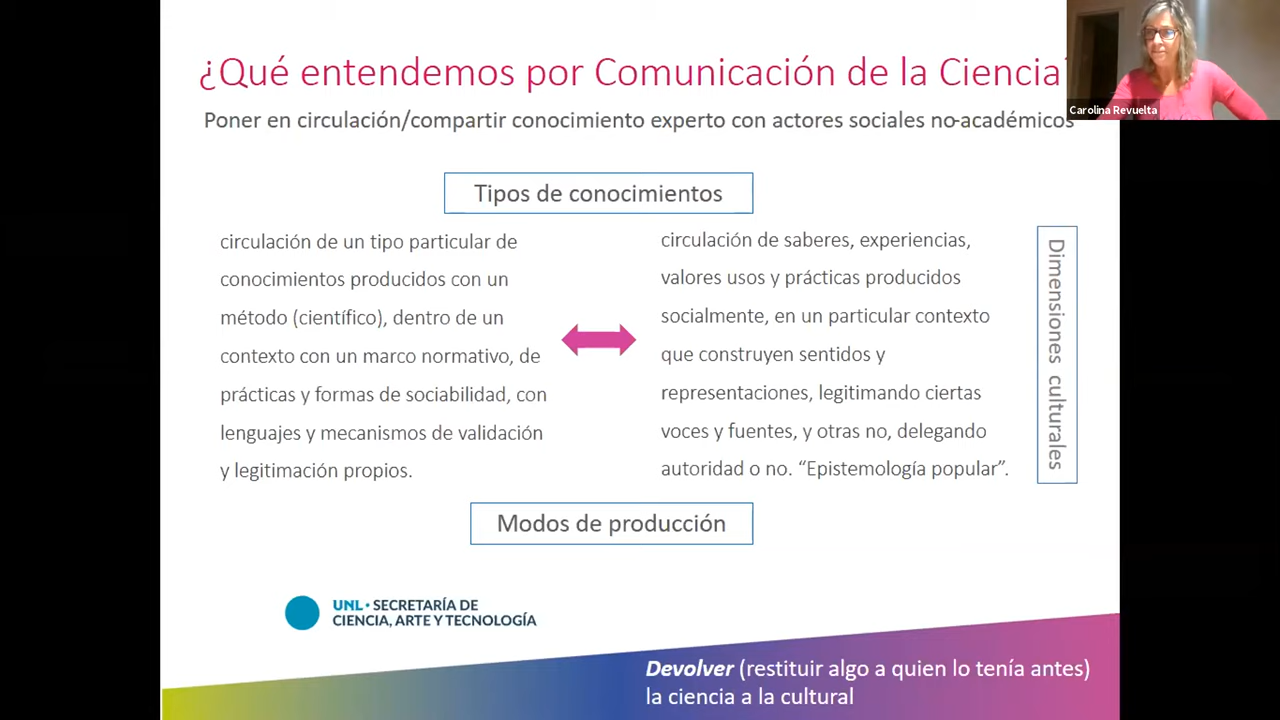 ¿Qué entendemos por Comunicación de la Ciencia?
Carolina Revuelta
Poner en circulación/compartir conocimiento experto con actores sociales no-académicos
Tipos de conocimientos
circulación de un tipo particular de
conocimientos producidos con un
método (científico), dentro de un
contexto con un marco normativo, de
prácticas y formas de sociabilidad, con
lenguajes y mecanismos de validación
y legitimación propios.
circulación de saberes, experiencias,
valores usos y prácticas producidos
socialmente, en un particular contexto
que construyen sentidos y
representaciones, legitimando ciertas
voces y fuentes, y otras no, delegando
autoridad o no. “Epistemología popular”.
Dimensiones culturales
Modos de producción
UNL • SECRETARÍA DE
CIENCIA, ARTE Y TECNOLOGÍA
Devolver (restituir algo a quien lo tenía antes)
la ciencia a la cultural